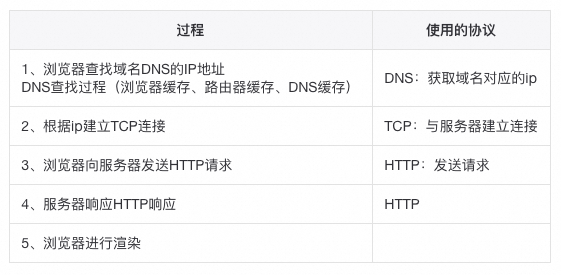 过程
使用的协议
1、浏览器查找域名DNS的IP地址
DNS查找过程（浏览器缓存、路由器缓存、DNS缓存）
DNS：获取域名对应的ip
2、根据ip建立TCP连接
TCP：与服务器建立连接
3、浏览器向服务器发送HTTP请求
HTTP：发送请求
4、服务器响应HTTP响应
HTTP
5、浏览器进行渲染